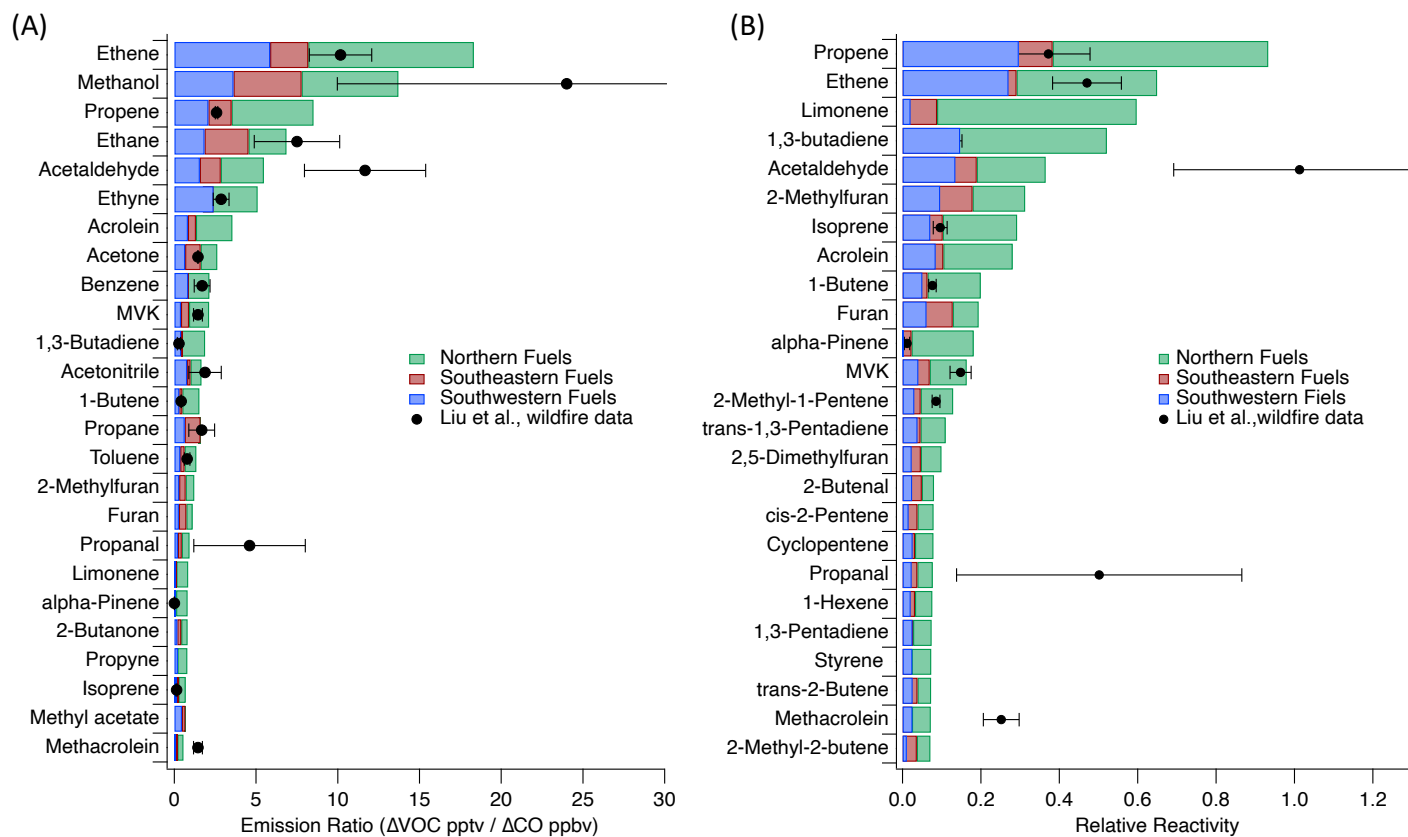 (A)
Ethene
Methanol
Propene
Ethane
Acetaldehyde
Ethyne
Acrolein
Acetone
Benzene
MVK
1,3-Butadiene
Acetonitrile
1-Butene
Propane
Toluene
2-Methylfuran
Furan
Propanal
Limonene
alpha-Pinene
2-Butanone
Propyne
Isoprene
Methyl acetate
Methacrolein
Northern Fuels
Southeastern Fuels
Southwestern Fuels
Liu et al., wildfire data
0 5 10 15 20 25 30
Emission Ratio (ΔVOC pptv / ΔCO ppbv)
(B)
Propene
Ethene
Limonene
1,3-butadiene
Acetaldehyde
2-Methylfuran
Isoprene
Acrolein
1-Butene
Furan
alpha-Pinene
MVK
2-Methyl-1-Pentene
trans-1,3-Pentadiene
2,5-Dimethylfuran
2-Butenal
cis-2-Pentene
Cyclopentene
Propanal
1-Hexene
1,3-Pentadiene
Styrene
trans-2-Butene
Methacrolein
2-Methyl-2-butene
Northern Fuels
Southeastern Fuels
Southwestern Fiels
Liu et al.,wildfire data
0.0 0.2 0.4 0.6 0.8 1.0 1.2
Relative Reactivity